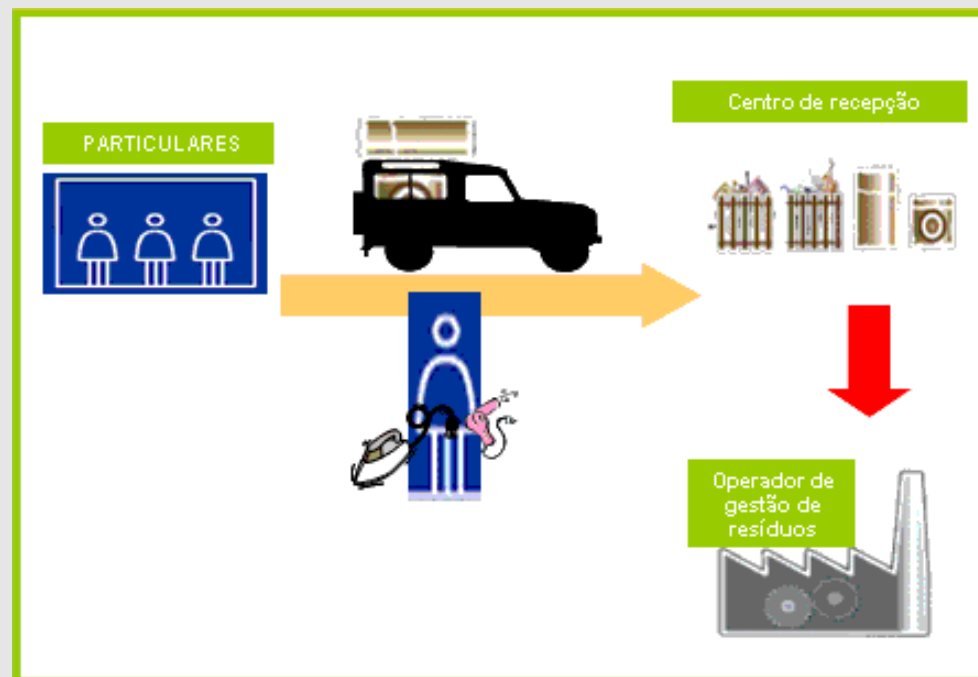 PARTICULARES
Centro de recepção
Operador de
gestão de
resíduos